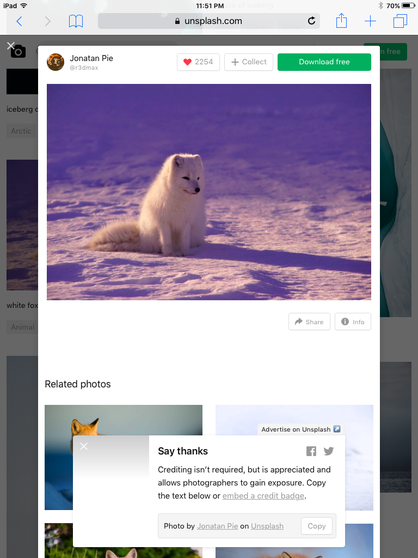 iPad 11:51 PM 70%
unsplash.com
Jonatan Pie
@r3dmax
2254
Collect
Download free
n free
iceberg c
Arctic
white fox
Animal
Share
Info
Related photos
Advertise on Unsplash
Say thanks
Crediting isn't required, but is appreciated and
allows photographers to gain exposure. Copy
the text below or embed a credit badge.
Photo by Jonatan Pie on Unsplash
Copy